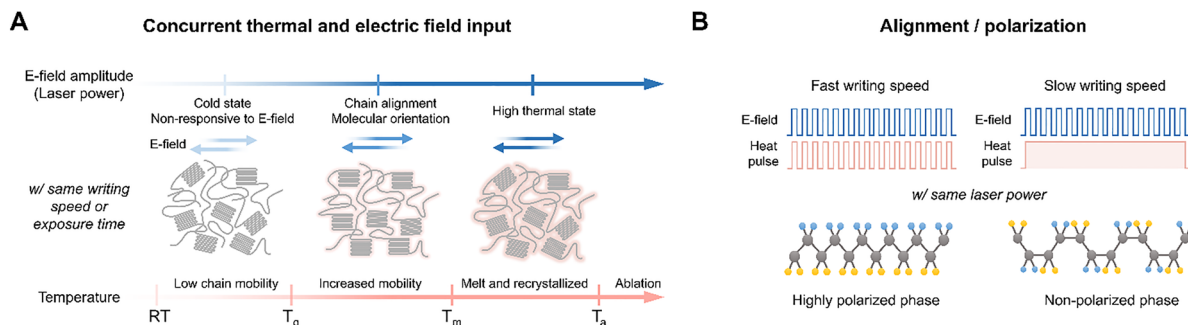 A
Concurrent thermal and electric field input
E-field amplitude
(Laser power)
Cold state
Non-responsive to E-field
Chain alignment
Molecular orientation
High thermal state
E-field
w/ same writing
speed or
exposure time
Low chain mobility
Increased mobility
Melt and recrystallized
Ablation
Temperature
RT
Tg
Tm
Ta
B
Alignment / polarization
Fast writing speed
Slow writing speed
E-field
E-field
Heat
pulse
Heat
pulse
w/ same laser power
Highly polarized phase
Non-polarized phase